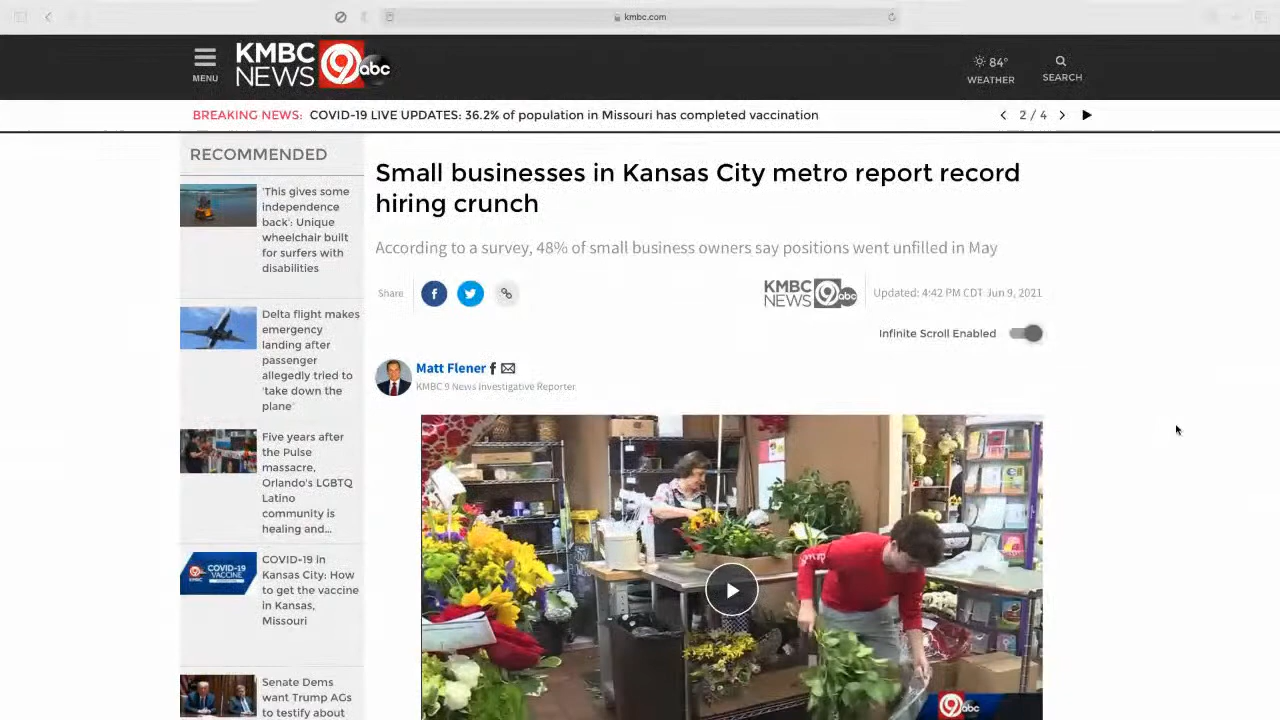 kmbc.com
MENU
KMBC
NEWS
9
abc
84°
WEATHER
SEARCH
BREAKING NEWS: COVID-19 LIVE UPDATES: 36.2% of population in Missouri has completed vaccination
2 / 4
RECOMMENDED
'This gives some
independence
back': Unique
wheelchair built
for surfers with
disabilities
Delta flight makes
emergency
landing after
passenger
allegedly tried to
'take down the
plane'
Five years after
the Pulse
massacre,
Orlando's LGBTQ
Latino
community is
healing and...
COVID-19
VACCINE
COVID-19 in
Kansas City: How
to get the vaccine
in Kansas,
Missouri
Senate Dems
want Trump AGs
to testify about
Small businesses in Kansas City metro report record
hiring crunch
According to a survey, 48% of small business owners say positions went unfilled in May
Share
KMBC
NEWS
9
abc
Updated: 4:42 PM CDT Jun 9, 2021
Infinite Scroll Enabled
Matt Flener
KMBC 9 News Investigative Reporter
9
abc